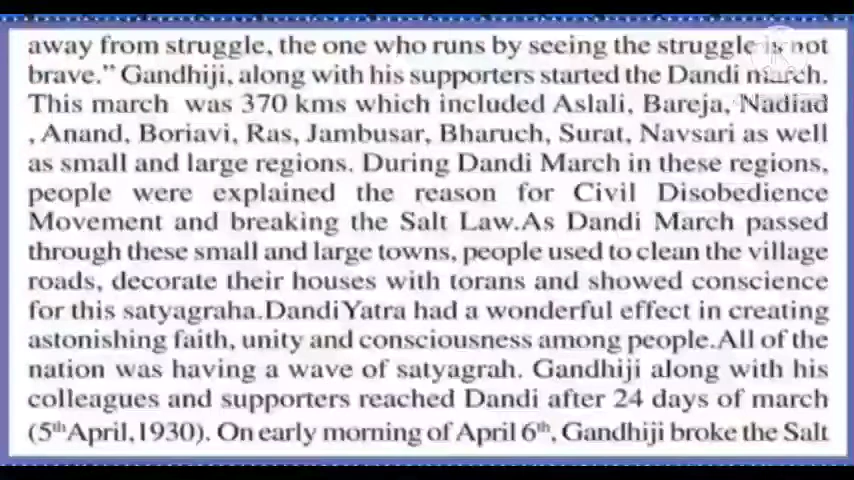 away from struggle, the one who runs by seeing the struggle is not
brave.” Gandhiji, along with his supporters started the Dandi march.
This march was 370 kms which included Aslali, Bareja, Nadiad
, Anand, Boriavi, Ras, Jambusar, Bharuch, Surat, Navsari as well
as small and large regions. During Dandi March in these regions,
people were explained the reason for Civil Disobedience
Movement and breaking the Salt Law.As Dandi March passed
through these small and large towns, people used to clean the village
roads, decorate their houses with torans and showed conscience
for this satyagraha.DandiYatra had a wonderful effect in creating
astonishing faith, unity and consciousness among people.All of the
nation was having a wave of satyagrah. Gandhiji along with his
colleagues and supporters reached Dandi after 24 days of march
(5thApril,1930). On early morning of April 6th, Gandhiji broke the Salt